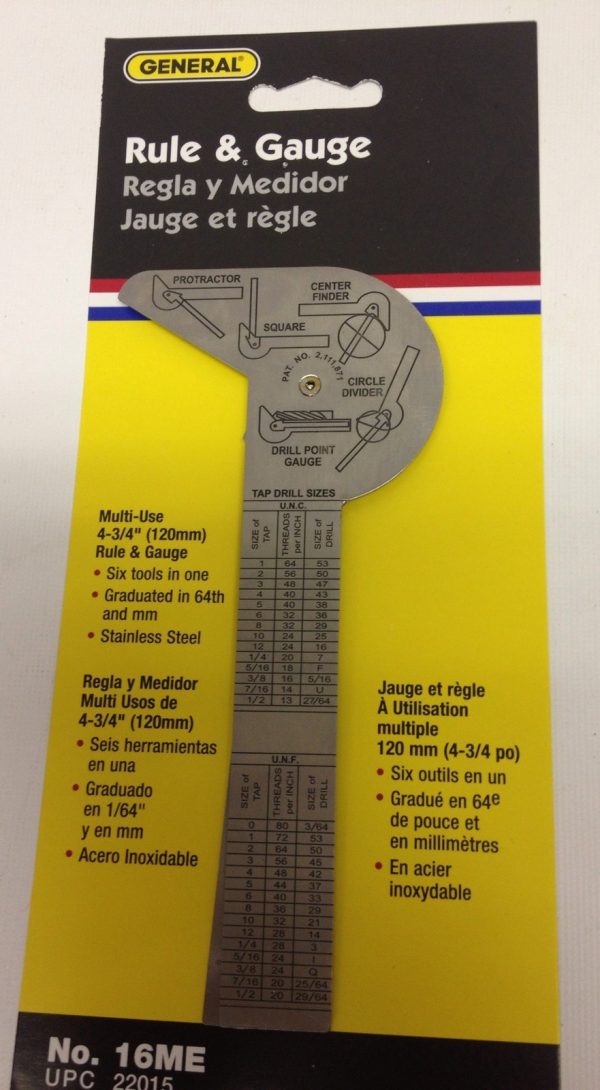 GENERAL®
Rule & Gauge
Regla y Medidor
Jauge et règle
PROTRACTOR
SQUARE
CENTER
FINDER
PAT. NO. 2,111,871
CIRCLE
DIVIDER
DRILL POINT
GAUGE
TAP DRILL SIZES
U.N.C.
SIZE of TAP THREADS per INCH SIZE of DRILL
1 64 53
2 56 50
3 48 47
4 40 43
5 40 38
6 32 36
8 32 29
10 24 25
12 24 16
1/4 20 7
5/16 18 F
3/8 16 5/16
7/16 14 U
1/2 13 27/64
U.N.F.
SIZE of TAP THREADS per INCH SIZE of DRILL
0 80 3/64
1 72 53
2 64 50
3 56 45
4 48 42
5 44 37
6 40 33
8 36 29
10 32 21
12 28 14
1/4 28 3
5/16 24 I
3/8 24 Q
7/16 20 25/64
1/2 20 29/64
Multi-Use
4-3/4" (120mm)
Rule & Gauge
• Six tools in one
• Graduated in 64th
and mm
• Stainless Steel
Regla y Medidor
Multi Usos de
4-3/4" (120mm)
• Seis herramientas
en una
• Graduado
en 1/64"
y en mm
• Acero Inoxidable
Jauge et règle
À Utilisation
multiple
120 mm (4-3/4 po)
• Six outils en un
• Gradué en 64e
de pouce et
en millimètres
• En acier
inoxydable
No. 16ME
UPC 22015